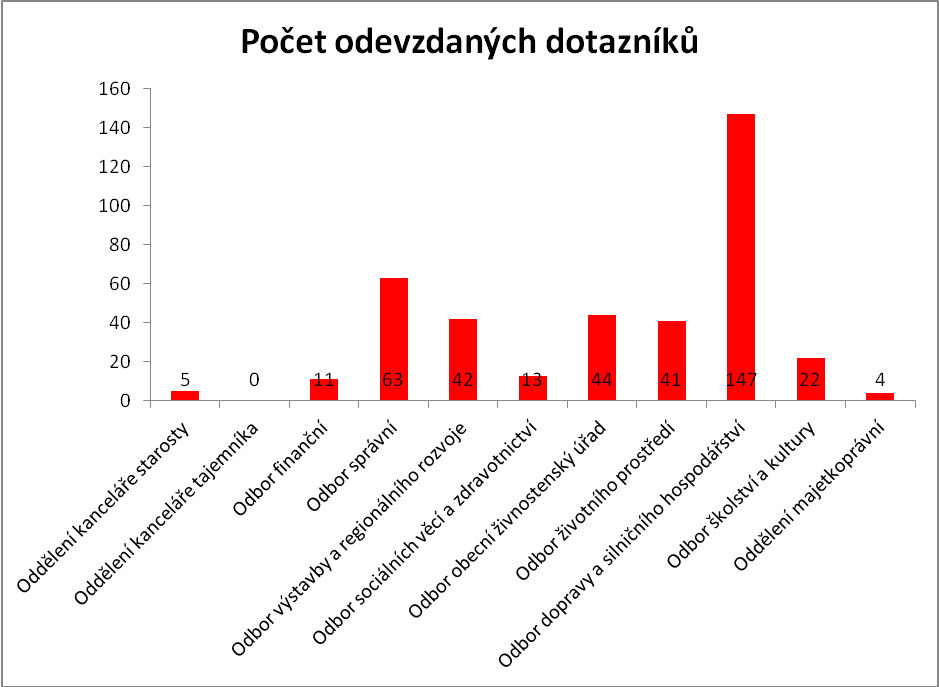 Počet odevzdaných dotazníků
160
140
120
100
80
60
40
20
0
5 0 11 63 42 13 44 41 147 22 4
Oddělení kanceláře starosty
Oddělení kanceláře tajemníka
Odbor finanční
Odbor správní
Odbor výstavby a regionálního rozvoje
Odbor sociálních věcí a zdravotnictví
Odbor obecní živnostenský úřad
Odbor životního prostředí
Odbor dopravy a silničního hospodářství
Odbor školství a kultury
Oddělení majetkoprávní